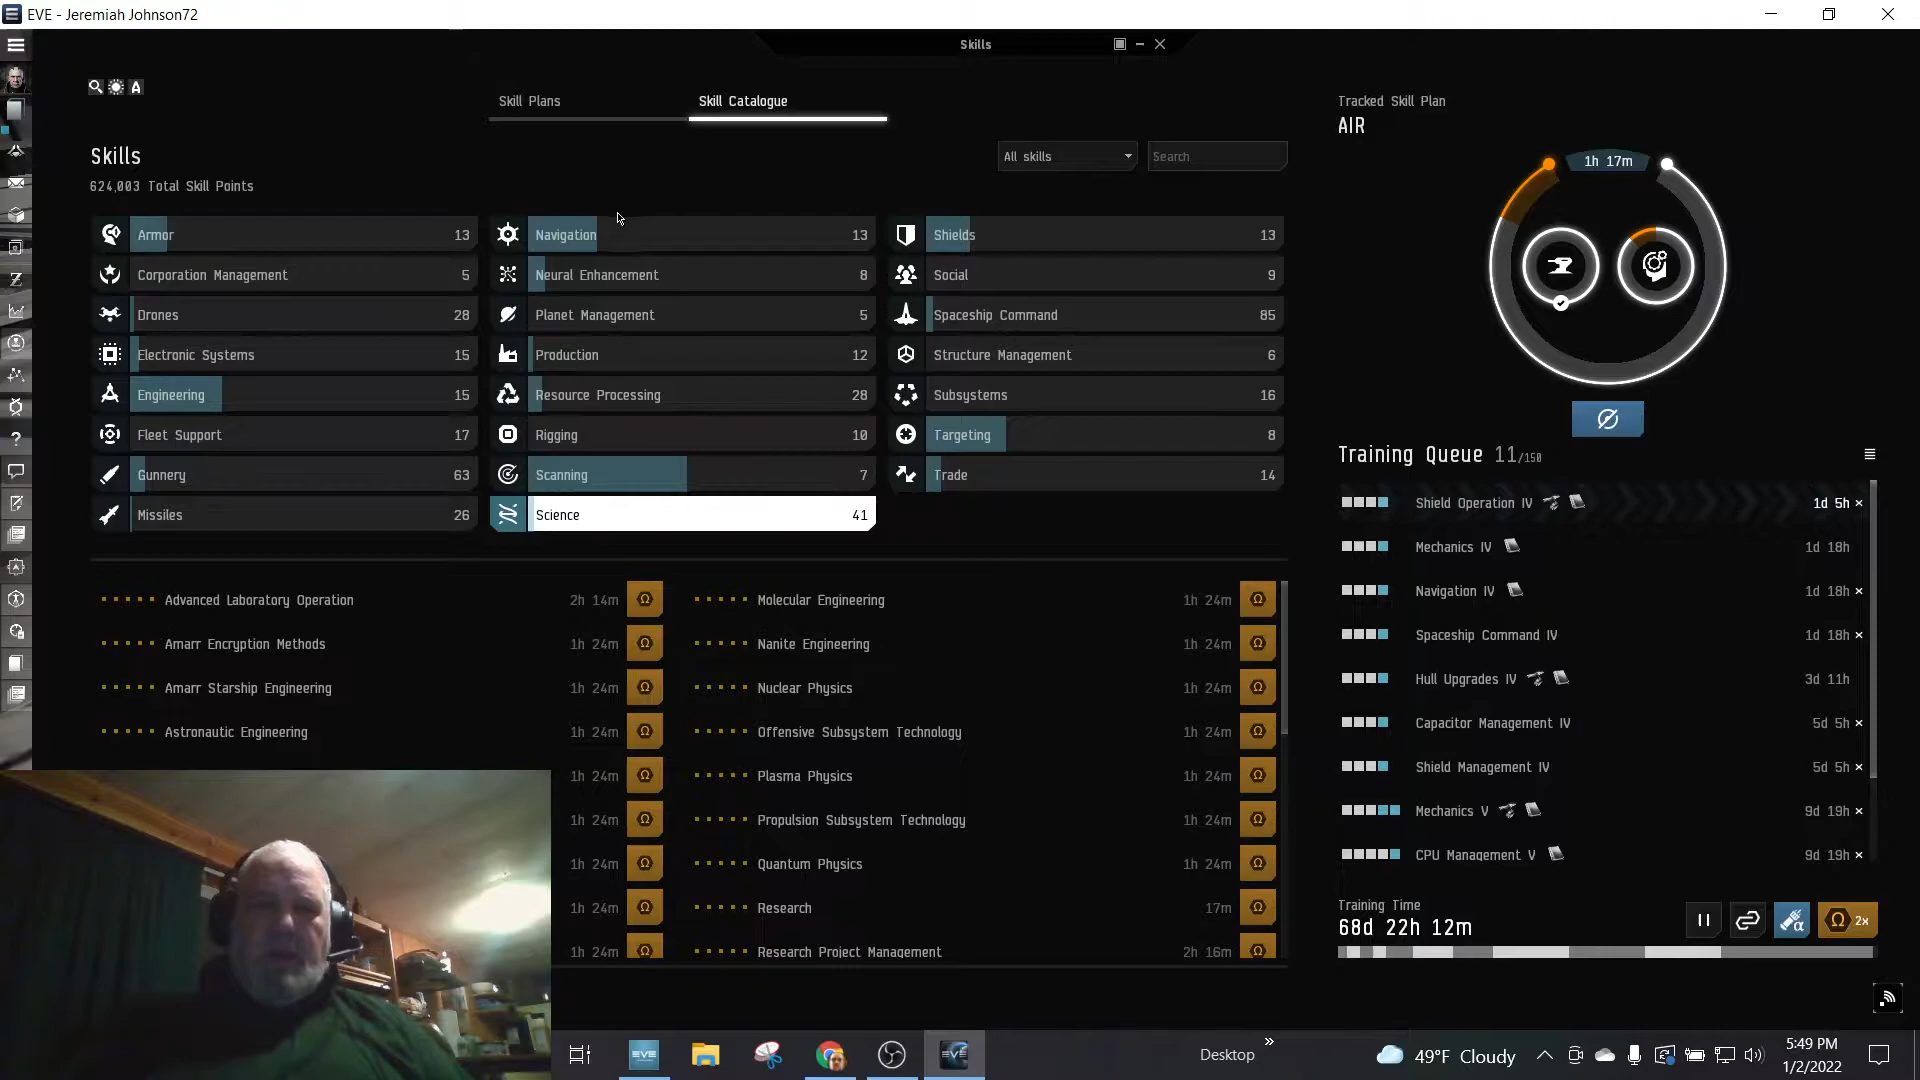 EVE - Jeremiah Johnson72
Skills
A
Skill Plans
Skill Catalogue
Skills
624,003 Total Skill Points
All skills
Search
Armor 13
Navigation 13
Shields 13
Corporation Management 5
Neural Enhancement 8
Social 9
Drones 28
Planet Management 5
Spaceship Command 85
Electronic Systems 15
Production 12
Structure Management 6
Engineering 15
Resource Processing 28
Subsystems 16
Fleet Support 17
Rigging 10
Targeting 8
Gunnery 63
Scanning 7
Trade 14
Missiles 26
Science 41
Advanced Laboratory Operation 2h 14m Ω
Molecular Engineering 1h 24m Ω
Amarr Encryption Methods 1h 24m Ω
Nanite Engineering 1h 24m Ω
Amarr Starship Engineering 1h 24m Ω
Nuclear Physics 1h 24m Ω
Astronautic Engineering 1h 24m Ω
Offensive Subsystem Technology 1h 24m Ω
1h 24m Ω
Plasma Physics 1h 24m Ω
1h 24m Ω
Propulsion Subsystem Technology 1h 24m Ω
1h 24m Ω
Quantum Physics 1h 24m Ω
1h 24m Ω
Research 17m Ω
1h 24m Ω
Research Project Management 2h 16m Ω
Tracked Skill Plan
AIR
1h 17m
Training Queue 11/150
Shield Operation IV 1d 5h ×
Mechanics IV 1d 18h
Navigation IV 1d 18h ×
Spaceship Command IV 1d 18h ×
Hull Upgrades IV 3d 11h
Capacitor Management IV 5d 5h ×
Shield Management IV 5d 5h ×
Mechanics V 9d 19h ×
CPU Management V 9d 19h ×
Training Time
68d 22h 12m
α
Ω 2x
EVE
EVE
Desktop
»
49°F Cloudy
5:49 PM
1/2/2022